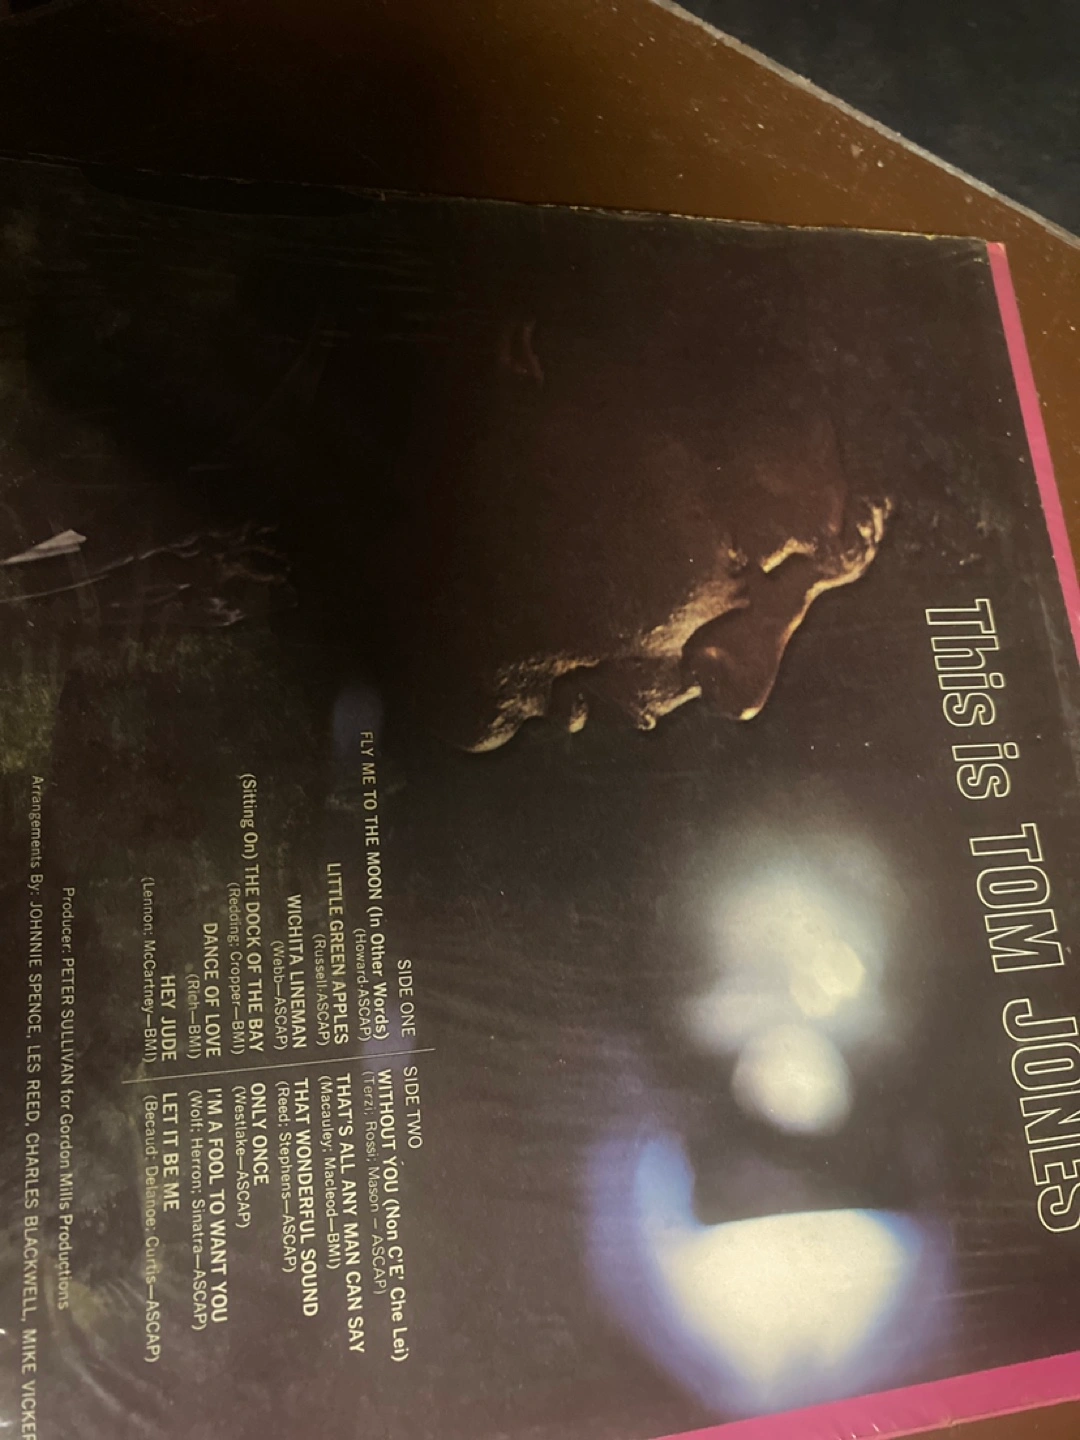 This is TOM JONES
SIDE ONE
FLY ME TO THE MOON (In Other Words)
(Howard-ASCAP)
LITTLE GREEN APPLES
(Russell-ASCAP)
WICHITA LINEMAN
(Webb—ASCAP)
(Sitting On) THE DOCK OF THE BAY
(Redding; Cropper—BMI)
DANCE OF LOVE
(Rich—BMI)
HEY JUDE
(Lennon; McCartney—BMI)
SIDE TWO
WITHOUT YOU (Non C'E' Che Lei)
(Terzi; Rossi; Mason — ASCAP)
THAT'S ALL ANY MAN CAN SAY
(Macauley; Macleod—BMI)
THAT WONDERFUL SOUND
(Reed; Stephens—ASCAP)
ONLY ONCE
(Westlake—ASCAP)
I'M A FOOL TO WANT YOU
(Wolf; Herron; Sinatra—ASCAP)
LET IT BE ME
(Becaud; Delanoe; Curtis—ASCAP)
Producer: PETER SULLIVAN for Gordon Mills Productions
Arrangements By: JOHNNIE SPENCE, LES REED, CHARLES BLACKWELL, MIKE VICKER